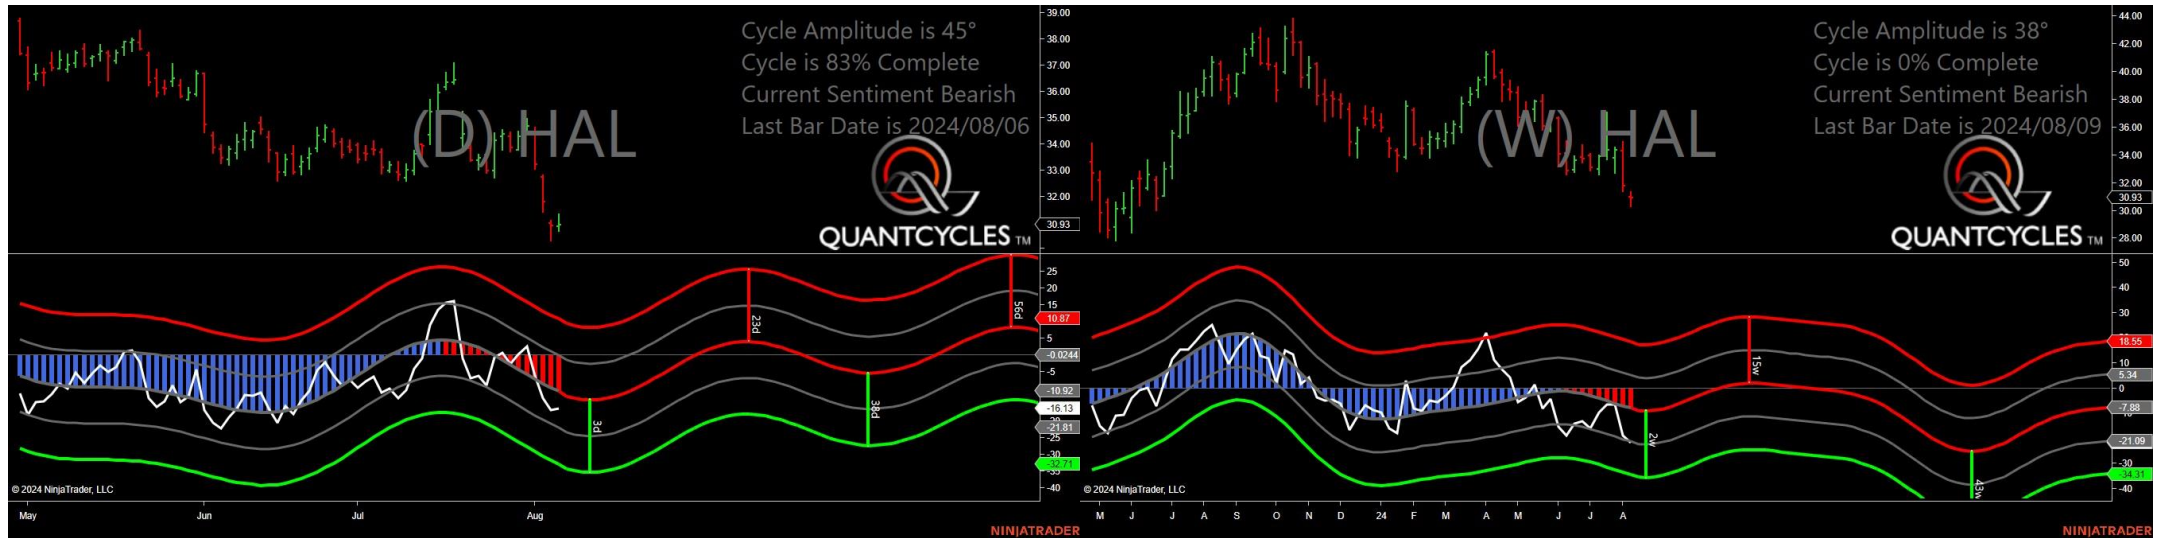 Cycle Amplitude is 45°
Cycle is 83% Complete
Current Sentiment Bearish
Last Bar Date is 2024/08/06
(D) HAL
QUANTCYCLES TM
39.00
38.00
37.00
36.00
35.00
34.00
33.00
32.00
30.93
25
20
15
10.87
5
-0.0244
-5
-10.92
-16.13
-21.81
-25
-30
-32.71
-35
-40
23d
56d
3d
38d
© 2024 NinjaTrader, LLC
May Jun Jul Aug
NINJATRADER
Cycle Amplitude is 38°
Cycle is 0% Complete
Current Sentiment Bearish
Last Bar Date is 2024/08/09
(W) HAL
QUANTCYCLES TM
44.00
42.00
40.00
38.00
36.00
34.00
32.00
30.93
30.00
28.00
50
40
30
18.55
10
5.34
0
-7.88
-21.09
-30
-34.31
-40
15w
2w
43w
© 2024 NinjaTrader, LLC
M J J A S O N D 24 F M A M J J A
NINJATRADER